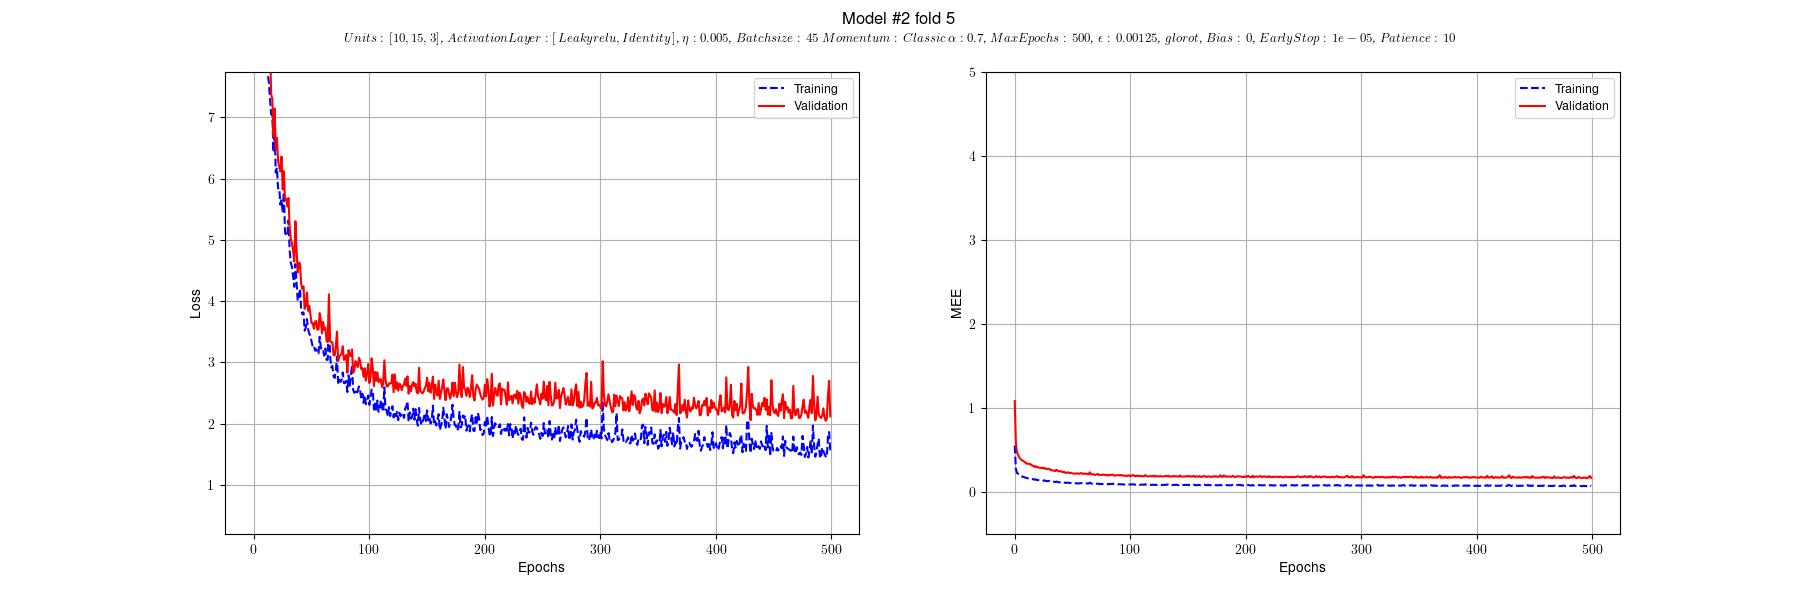 Model #2 fold 5
Units : [10, 15, 3], ActivationLayer : [ Leakyrelu, Identity], η : 0.005, Batchsize : 45 Momentum : Classic α : 0.7, MaxEpochs : 500, ϵ : 0.00125, glorot, Bias : 0, EarlyStop : 1e − 05, Patience : 10
Training
Validation
7
6
5
4
3
2
1
Loss
0 100 200 300 400 500
Epochs
Training
Validation
5
4
3
2
1
0
MEE
0 100 200 300 400 500
Epochs